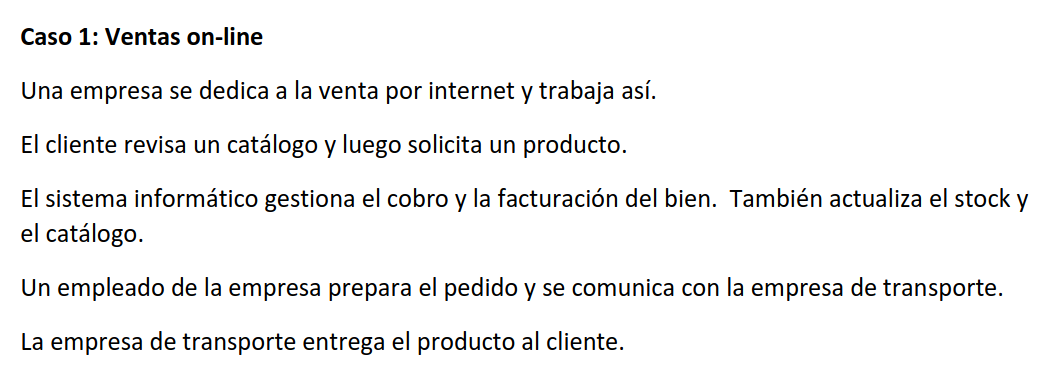 Caso 1: Ventas on-line
Una empresa se dedica a la venta por internet y trabaja así.
El cliente revisa un catálogo y luego solicita un producto.
El sistema informático gestiona el cobro y la facturación del bien.  También actualiza el stock y
el catálogo.
Un empleado de la empresa prepara el pedido y se comunica con la empresa de transporte.
La empresa de transporte entrega el producto al cliente.